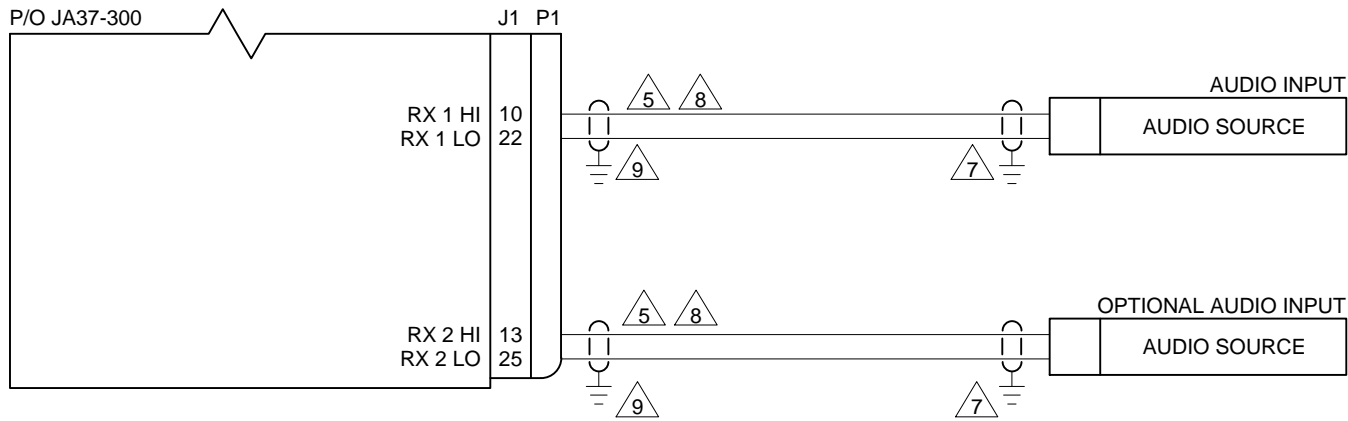 P/O JA37-300
J1 P1
AUDIO INPUT
5 8
RX 1 HI 10
AUDIO SOURCE
RX 1 LO 22
9
7
OPTIONAL AUDIO INPUT
5 8
RX 2 HI 13
AUDIO SOURCE
RX 2 LO 25
9
7